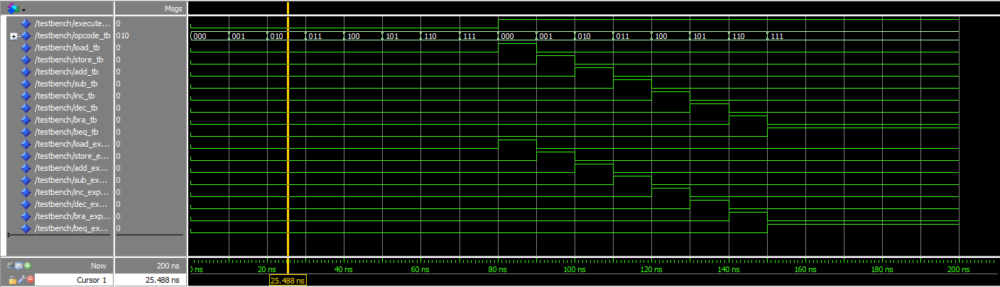 Msgs
/testbench/execute... 0
/testbench/opcode_tb 010 000 001 010 011 100 101 110 111 000 001 010 011 100 101 110 111
/testbench/load_tb 0
/testbench/store_tb 0
/testbench/add_tb 0
/testbench/sub_tb 0
/testbench/inc_tb 0
/testbench/dec_tb 0
/testbench/bra_tb 0
/testbench/beq_tb 0
/testbench/load_ex... 0
/testbench/store_e... 0
/testbench/add_ex... 0
/testbench/sub_ex... 0
/testbench/inc_exp... 0
/testbench/dec_ex... 0
/testbench/bra_exp... 0
/testbench/beq_ex... 0
Now 200 ns ns 20 ns 40 ns 60 ns 80 ns 100 ns 120 ns 140 ns 160 ns 180 ns 200 ns
Cursor 1 25.488 ns 25.488 ns